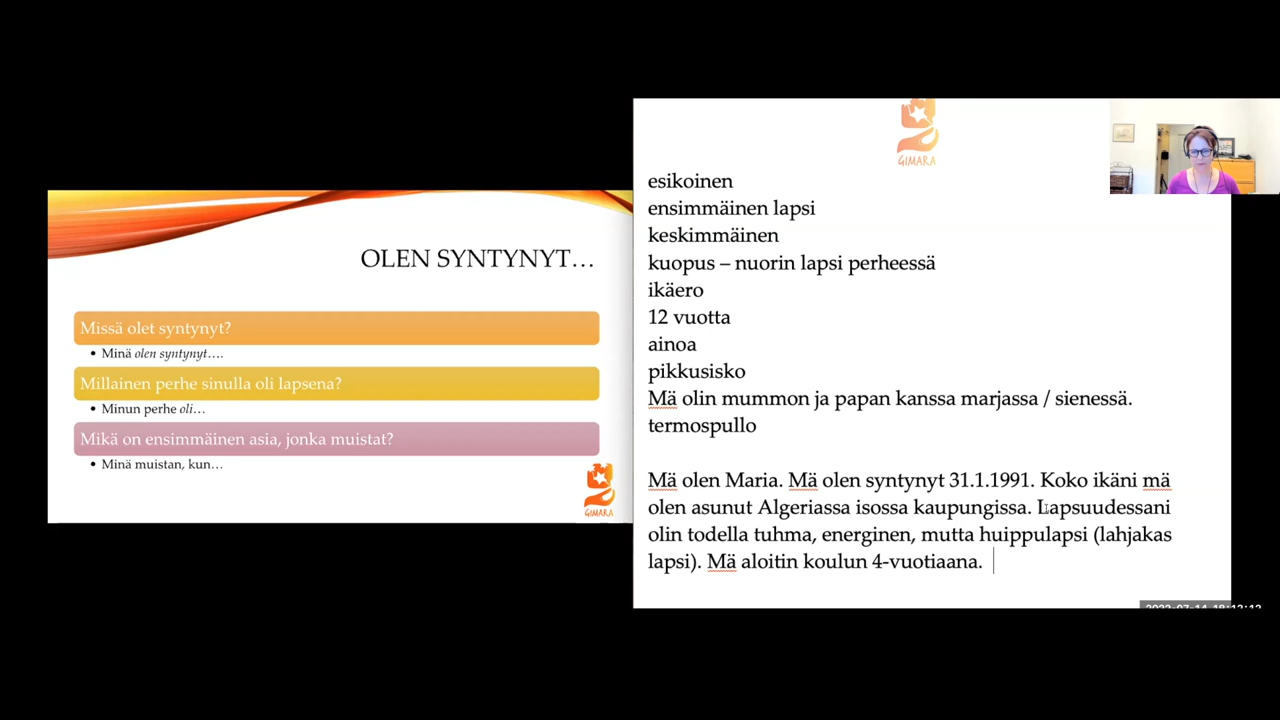 OLEN SYNTYNYT…
Missä olet syntynyt?
• Minä olen syntynyt….
Millainen perhe sinulla oli lapsena?
• Minun perhe oli…
Mikä on ensimmäinen asia, jonka muistat?
• Minä muistan, kun…
GIMARA
GIMARA
esikoinen
ensimmäinen lapsi
keskimmäinen
kuopus – nuorin lapsi perheessä
ikäero
12 vuotta
ainoa
pikkusisko
Mä olin mummon ja papan kanssa marjassa / sienessä.
termospullo
Mä olen Maria. Mä olen syntynyt 31.1.1991. Koko ikäni mä
olen asunut Algeriassa isossa kaupungissa. Lapsuudessani
olin todella tuhma, energinen, mutta huippulapsi (lahjakas
lapsi). Mä aloitin koulun 4-vuotiaana.